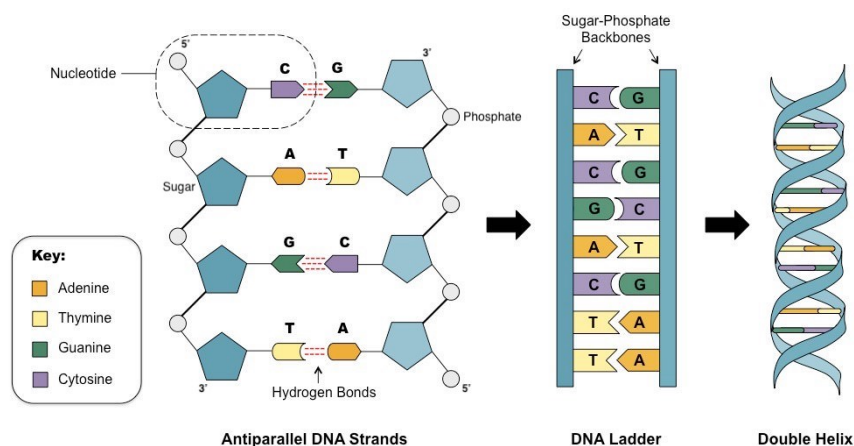 Sugar-Phosphate
Backbones
5'
3'
Nucleotide
C G
Phosphate
A T
Sugar
G C
T A
3'
5'
Hydrogen Bonds
Key:
Adenine
Thymine
Guanine
Cytosine
C G
A T
C G
G C
A T
C G
T A
T A
Antiparallel DNA Strands
DNA Ladder
Double Helix